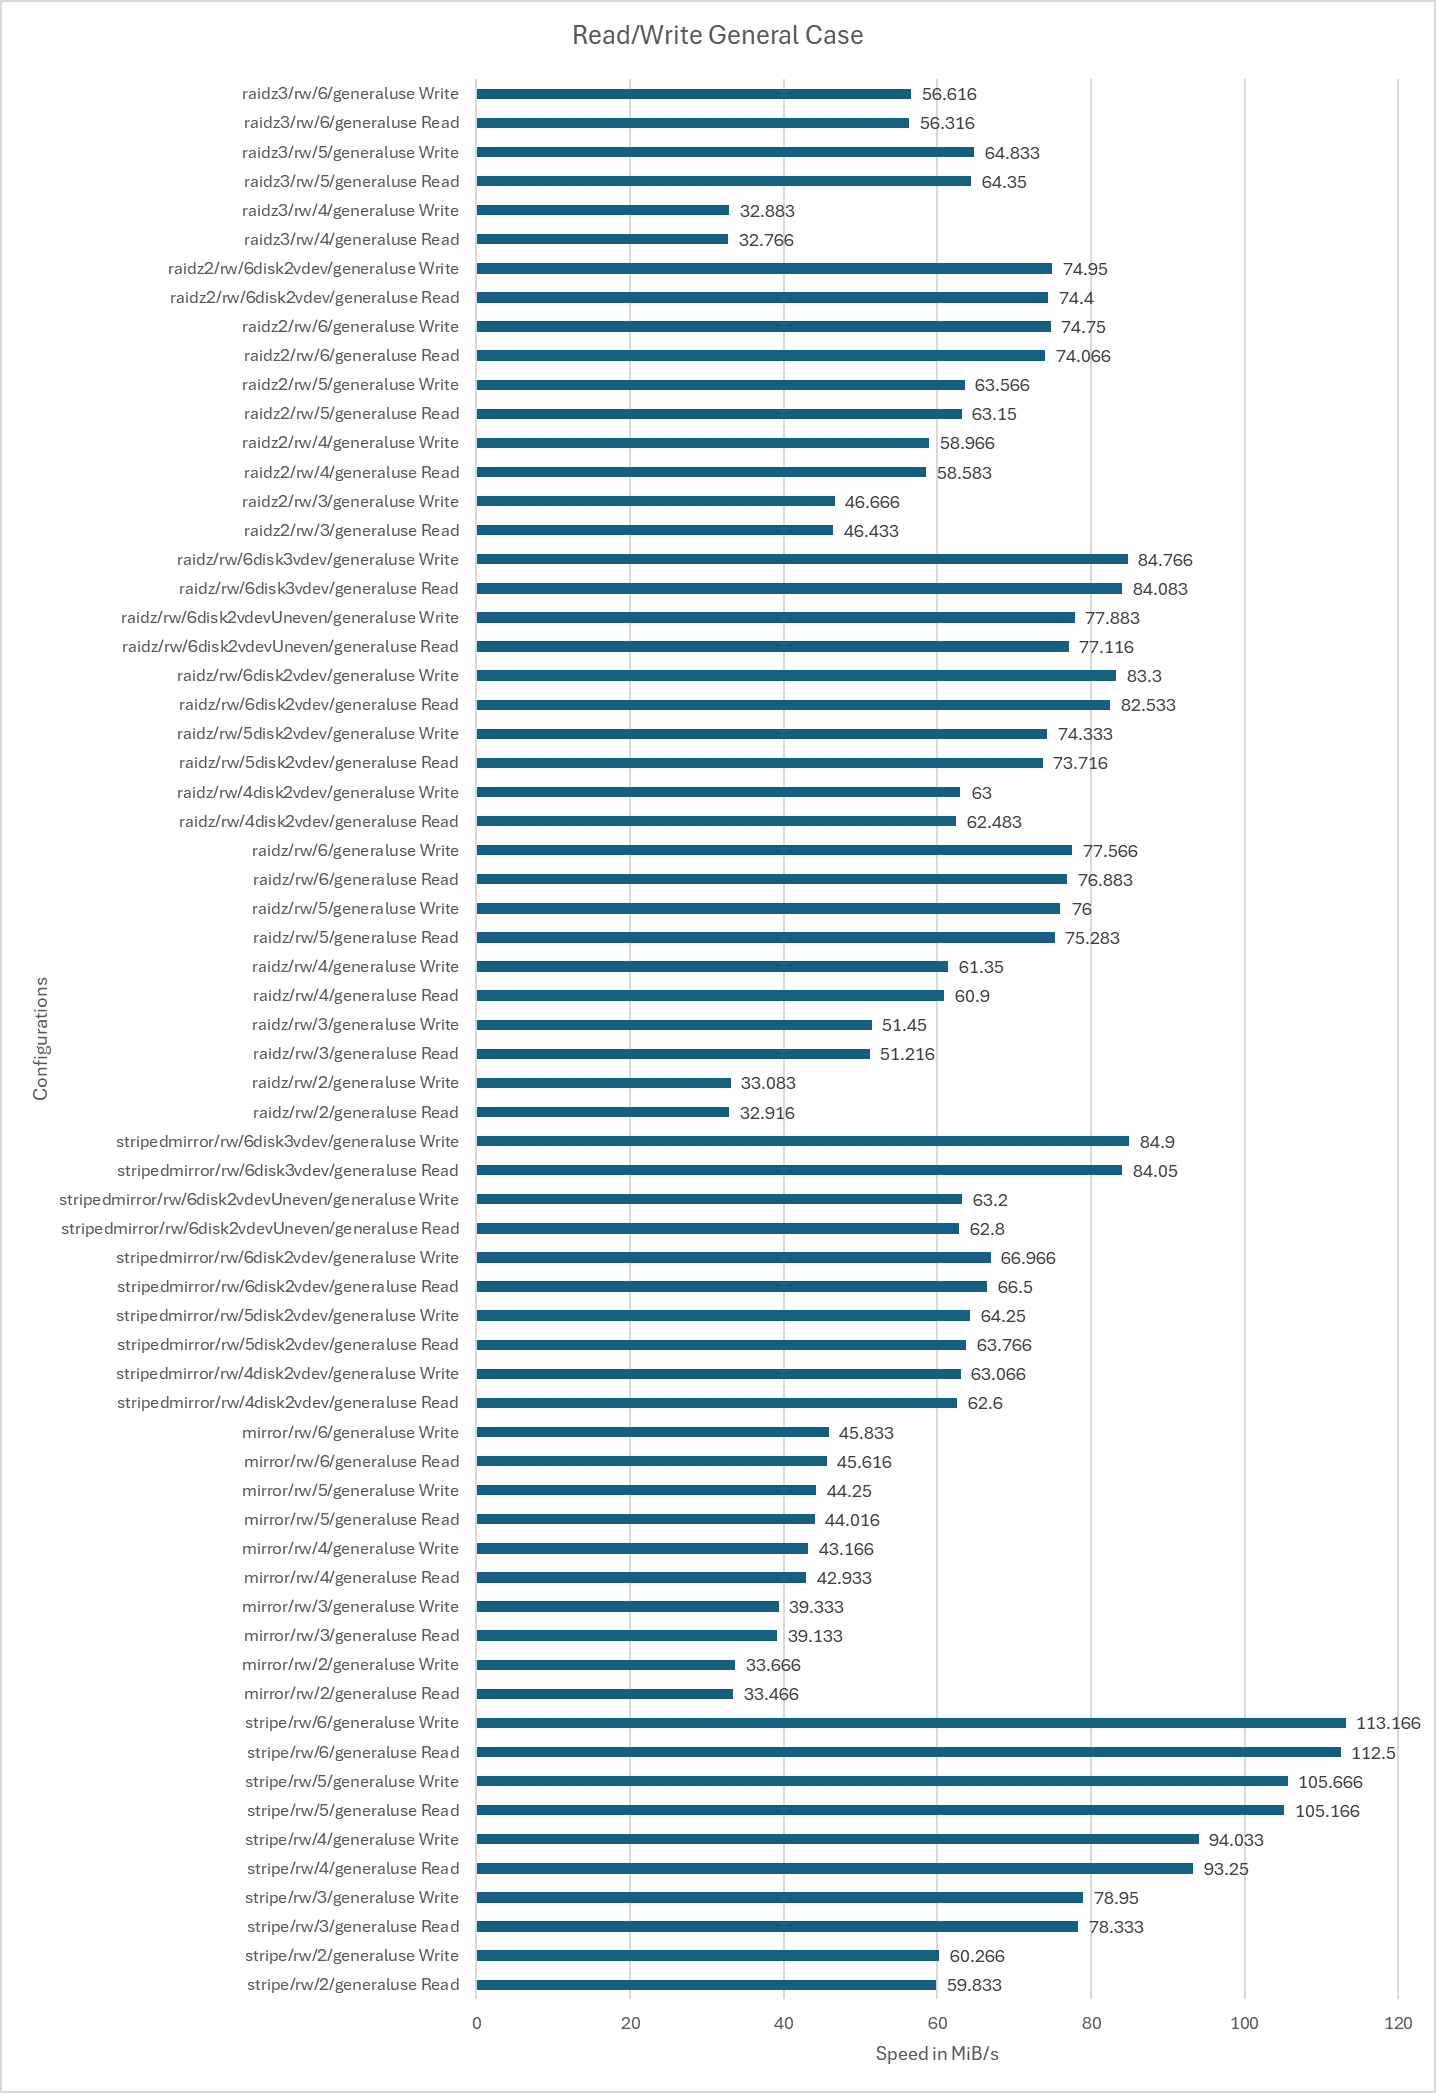 Read/Write General Case
raidz3/rw/6/generaluse Write 56.616
raidz3/rw/6/generaluse Read 56.316
raidz3/rw/5/generaluse Write 64.833
raidz3/rw/5/generaluse Read 64.35
raidz3/rw/4/generaluse Write 32.883
raidz3/rw/4/generaluse Read 32.766
raidz2/rw/6disk2vdev/generaluse Write 74.95
raidz2/rw/6disk2vdev/generaluse Read 74.4
raidz2/rw/6/generaluse Write 74.75
raidz2/rw/6/generaluse Read 74.066
raidz2/rw/5/generaluse Write 63.566
raidz2/rw/5/generaluse Read 63.15
raidz2/rw/4/generaluse Write 58.966
raidz2/rw/4/generaluse Read 58.583
raidz2/rw/3/generaluse Write 46.666
raidz2/rw/3/generaluse Read 46.433
raidz/rw/6disk3vdev/generaluse Write 84.766
raidz/rw/6disk3vdev/generaluse Read 84.083
raidz/rw/6disk2vdevUneven/generaluse Write 77.883
raidz/rw/6disk2vdevUneven/generaluse Read 77.116
raidz/rw/6disk2vdev/generaluse Write 83.3
raidz/rw/6disk2vdev/generaluse Read 82.533
raidz/rw/5disk2vdev/generaluse Write 74.333
raidz/rw/5disk2vdev/generaluse Read 73.716
raidz/rw/4disk2vdev/generaluse Write 63
raidz/rw/4disk2vdev/generaluse Read 62.483
raidz/rw/6/generaluse Write 77.566
raidz/rw/6/generaluse Read 76.883
raidz/rw/5/generaluse Write 76
raidz/rw/5/generaluse Read 75.283
raidz/rw/4/generaluse Write 61.35
raidz/rw/4/generaluse Read 60.9
raidz/rw/3/generaluse Write 51.45
raidz/rw/3/generaluse Read 51.216
raidz/rw/2/generaluse Write 33.083
raidz/rw/2/generaluse Read 32.916
stripedmirror/rw/6disk3vdev/generaluse Write 84.9
stripedmirror/rw/6disk3vdev/generaluse Read 84.05
stripedmirror/rw/6disk2vdevUneven/generaluse Write 63.2
stripedmirror/rw/6disk2vdevUneven/generaluse Read 62.8
stripedmirror/rw/6disk2vdev/generaluse Write 66.966
stripedmirror/rw/6disk2vdev/generaluse Read 66.5
stripedmirror/rw/5disk2vdev/generaluse Write 64.25
stripedmirror/rw/5disk2vdev/generaluse Read 63.766
stripedmirror/rw/4disk2vdev/generaluse Write 63.066
stripedmirror/rw/4disk2vdev/generaluse Read 62.6
mirror/rw/6/generaluse Write 45.833
mirror/rw/6/generaluse Read 45.616
mirror/rw/5/generaluse Write 44.25
mirror/rw/5/generaluse Read 44.016
mirror/rw/4/generaluse Write 43.166
mirror/rw/4/generaluse Read 42.933
mirror/rw/3/generaluse Write 39.333
mirror/rw/3/generaluse Read 39.133
mirror/rw/2/generaluse Write 33.666
mirror/rw/2/generaluse Read 33.466
stripe/rw/6/generaluse Write 113.166
stripe/rw/6/generaluse Read 112.5
stripe/rw/5/generaluse Write 105.666
stripe/rw/5/generaluse Read 105.166
stripe/rw/4/generaluse Write 94.033
stripe/rw/4/generaluse Read 93.25
stripe/rw/3/generaluse Write 78.95
stripe/rw/3/generaluse Read 78.333
stripe/rw/2/generaluse Write 60.266
stripe/rw/2/generaluse Read 59.833
Configurations
0 20 40 60 80 100 120
Speed in MiB/s